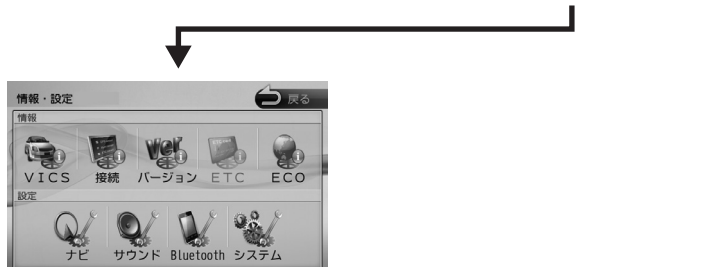 情報・設定 戻る
情報
VICS 接続 バージョン ETC ECO
設定
ナビ サウンド Bluetooth システム